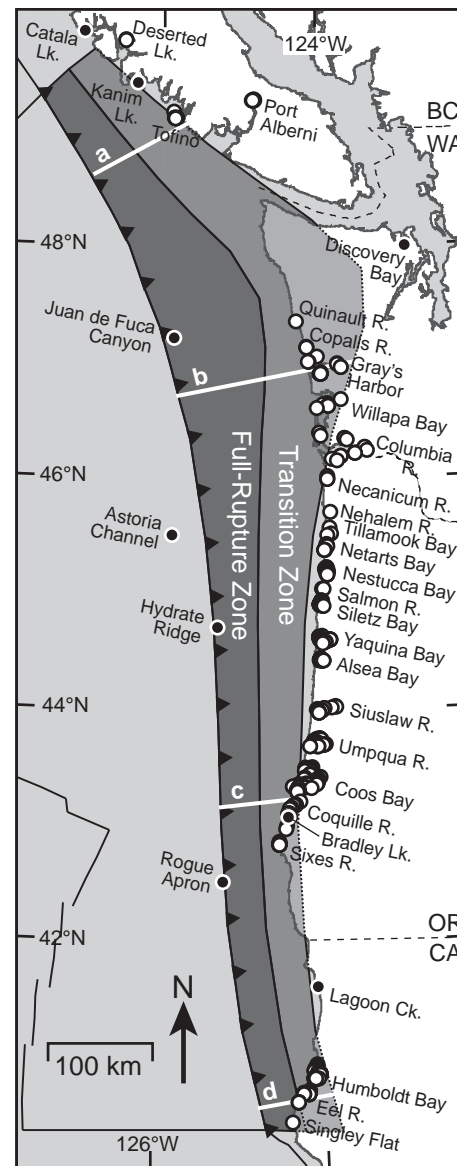 Catala
Lk.
Deserted
Lk.
124°W
Kanim
Lk.
Tofino
Port
Alberni
BC
WA
a
48°N
Discovery
Bay
Quinault R.
Juan de Fuca
Canyon
Copalis R.
Gray's
Harbor
b
Willapa Bay
Columbia
R.
46°N
Full-Rupture Zone
Transition Zone
Necanicum R.
Astoria
Channel
Nehalem R.
Tillamook Bay
Netarts Bay
Nestucca Bay
Salmon R.
Siletz Bay
Hydrate
Ridge
Yaquina Bay
Alsea Bay
44°N
Siuslaw R.
Umpqua R.
c
Coos Bay
Coquille R.
Bradley Lk.
Sixes R.
Rogue
Apron
42°N
OR
CA
N
Lagoon Ck.
100 km
d
Humboldt Bay
Eel R.
Singley Flat
126°W